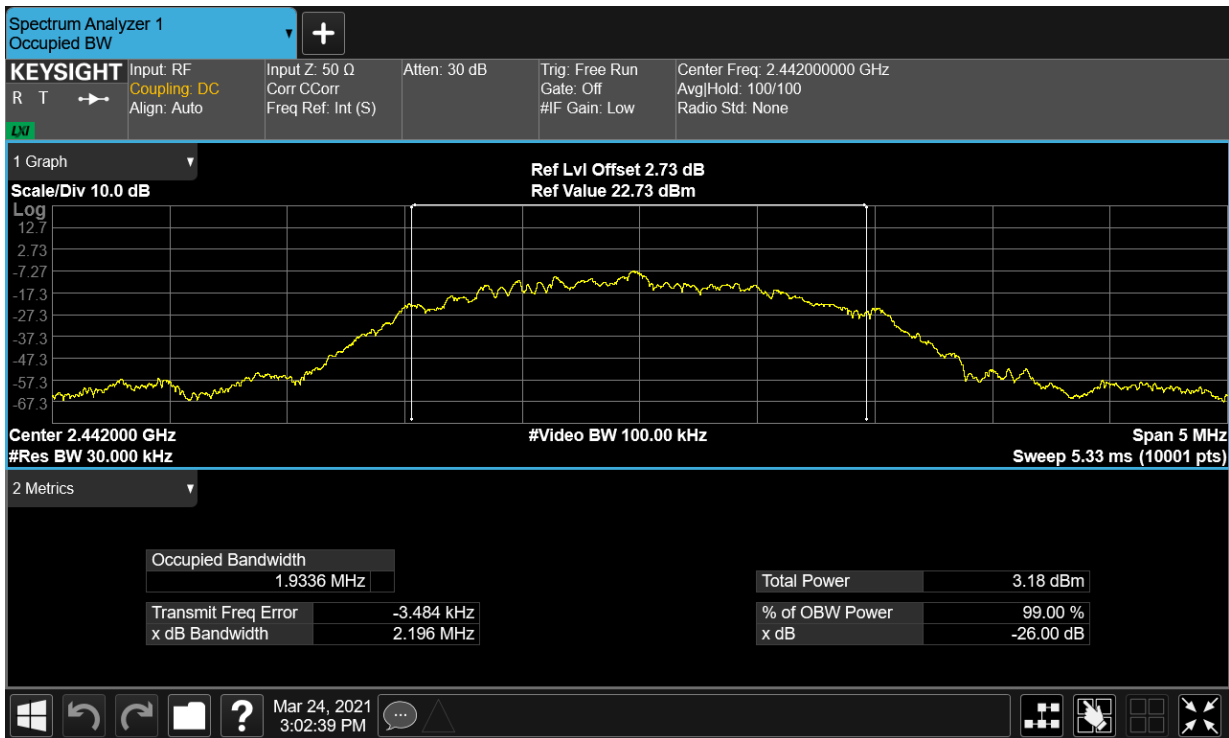 Spectrum Analyzer 1
Occupied BW
KEYSIGHT
R T
LXI
Input: RF
Coupling: DC
Align: Auto
Input Z: 50 Ω
Corr CCorr
Freq Ref: Int (S)
Atten: 30 dB
Trig: Free Run
Gate: Off
#IF Gain: Low
Center Freq: 2.442000000 GHz
Avg|Hold: 100/100
Radio Std: None
1 Graph
Scale/Div 10.0 dB
Ref Lvl Offset 2.73 dB
Ref Value 22.73 dBm
Log
12.7
2.73
-7.27
-17.3
-27.3
-37.3
-47.3
-57.3
-67.3
Center 2.442000 GHz
#Video BW 100.00 kHz
Span 5 MHz
#Res BW 30.000 kHz
Sweep 5.33 ms (10001 pts)
2 Metrics
Occupied Bandwidth
1.9336 MHz
Total Power 3.18 dBm
Transmit Freq Error -3.484 kHz
% of OBW Power 99.00 %
x dB Bandwidth 2.196 MHz
x dB -26.00 dB
?
Mar 24, 2021
3:02:39 PM